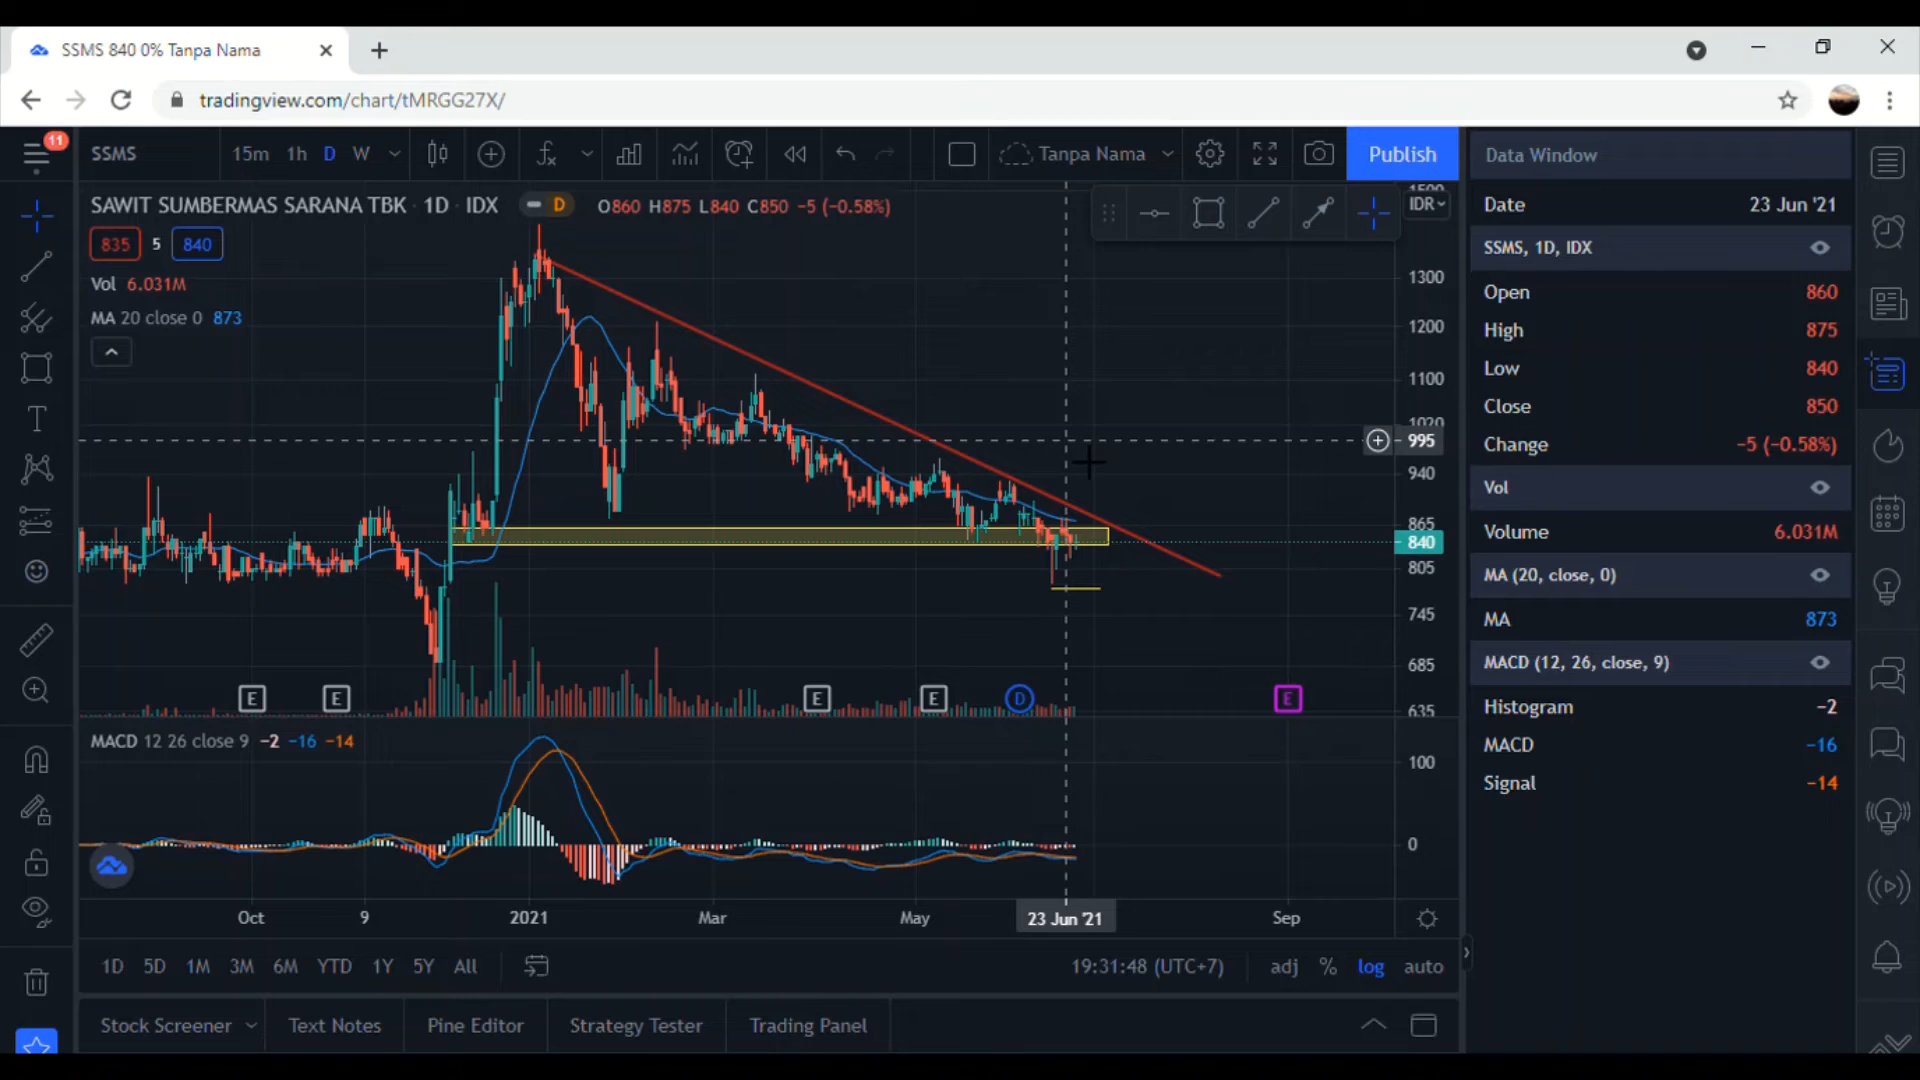 SSMS 840 0% Tanpa Nama
tradingview.com/chart/tMRGG27X/
11
SSMS 15m 1h D W Tanpa Nama Publish
SAWIT SUMBERMAS SARANA TBK · 1D · IDX D O860 H875 L840 C850 −5 (−0.58%)
835 5 840
Vol 6.031M
MA 20 close 0 873
IDR
1300
1200
1100
1020
995
940
865
840
805
745
685
635
E E E E D E
MACD 12 26 close 9 −2 −16 −14
100
0
Oct 9 2021 Mar May 23 Jun '21 Sep
1D 5D 1M 3M 6M YTD 1Y 5Y All 19:31:48 (UTC+7) adj % log auto
Stock Screener Text Notes Pine Editor Strategy Tester Trading Panel
Data Window
Date 23 Jun '21
SSMS, 1D, IDX
Open 860
High 875
Low 840
Close 850
Change −5 (−0.58%)
Vol
Volume 6.031M
MA (20, close, 0)
MA 873
MACD (12, 26, close, 9)
Histogram −2
MACD −16
Signal −14